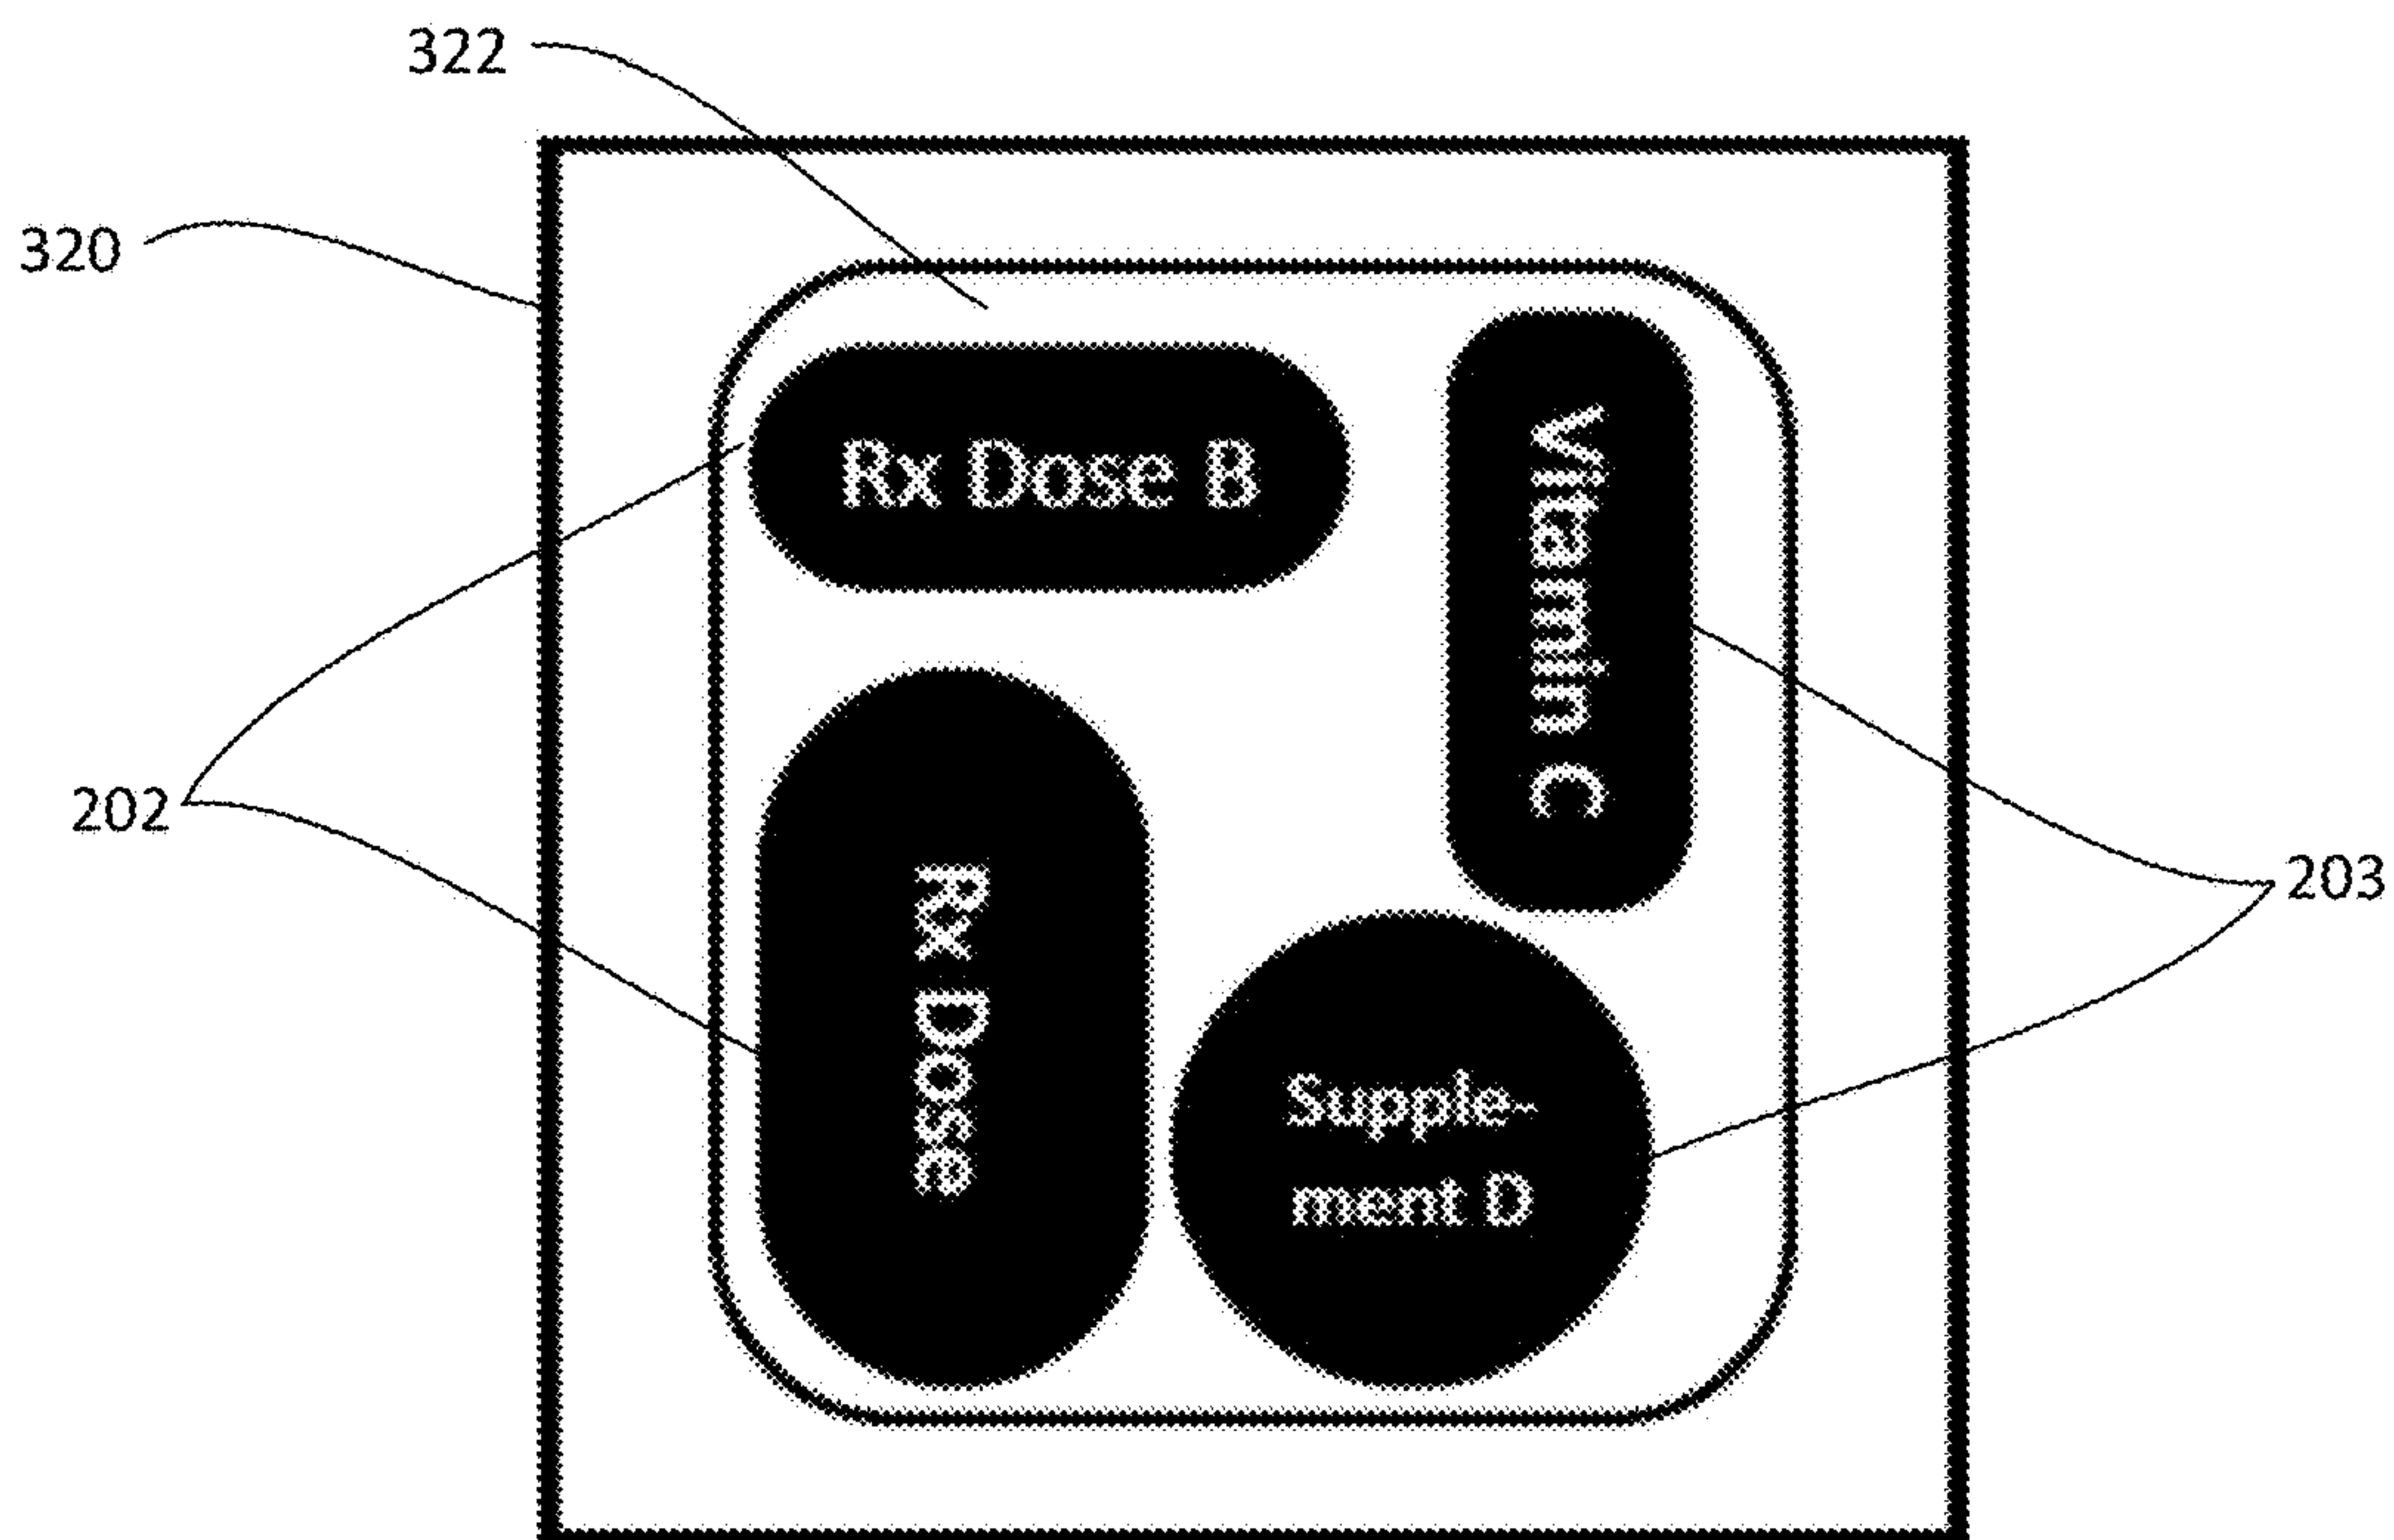 322
320
Rx Dose B
Vitamin C
202
203
Rx Dose
Supple-
ment D